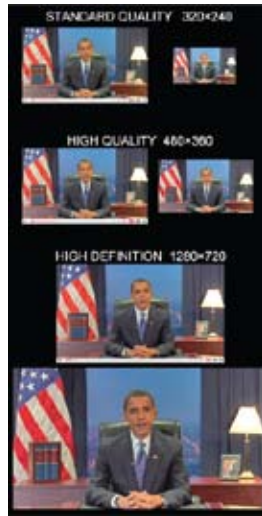 STANDARD QUALITY 320×240
HIGH QUALITY 480×360
HIGH DEFINITION 1280×720